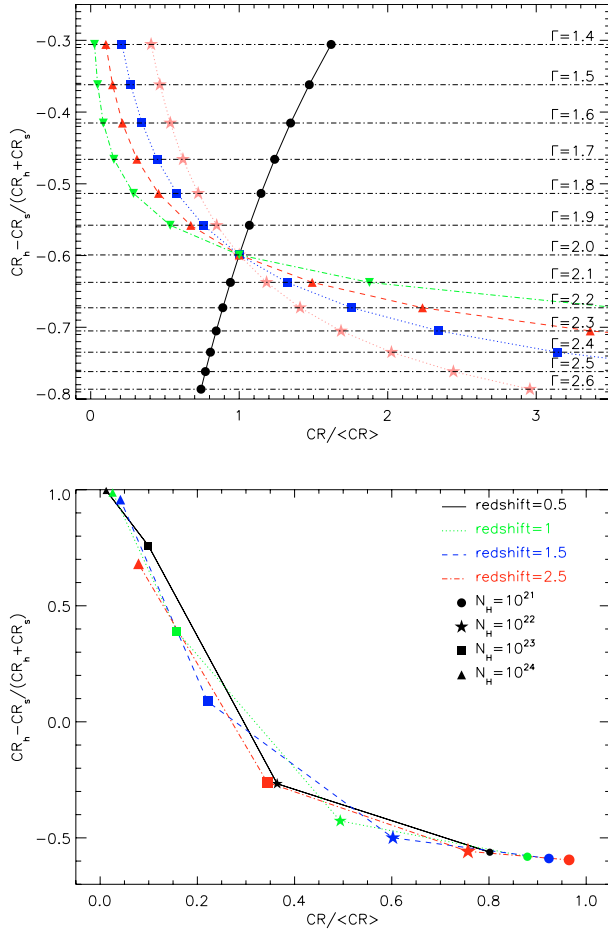 −0.3
−0.4
−0.5
−0.6
−0.7
−0.8
CR_h−CR_s/(CR_h+CR_s)
Γ=1.4
Γ=1.5
Γ=1.6
Γ=1.7
Γ=1.8
Γ=1.9
Γ=2.0
Γ=2.1
Γ=2.2
Γ=2.3
Γ=2.4
Γ=2.5
Γ=2.6
0 1 2 3
CR/<CR>
1.0
0.5
0.0
−0.5
CR_h−CR_s/(CR_h+CR_s)
redshift=0.5
redshift=1
redshift=1.5
redshift=2.5
N_H=10^21
N_H=10^22
N_H=10^23
N_H=10^24
0.0 0.2 0.4 0.6 0.8 1.0
CR/<CR>